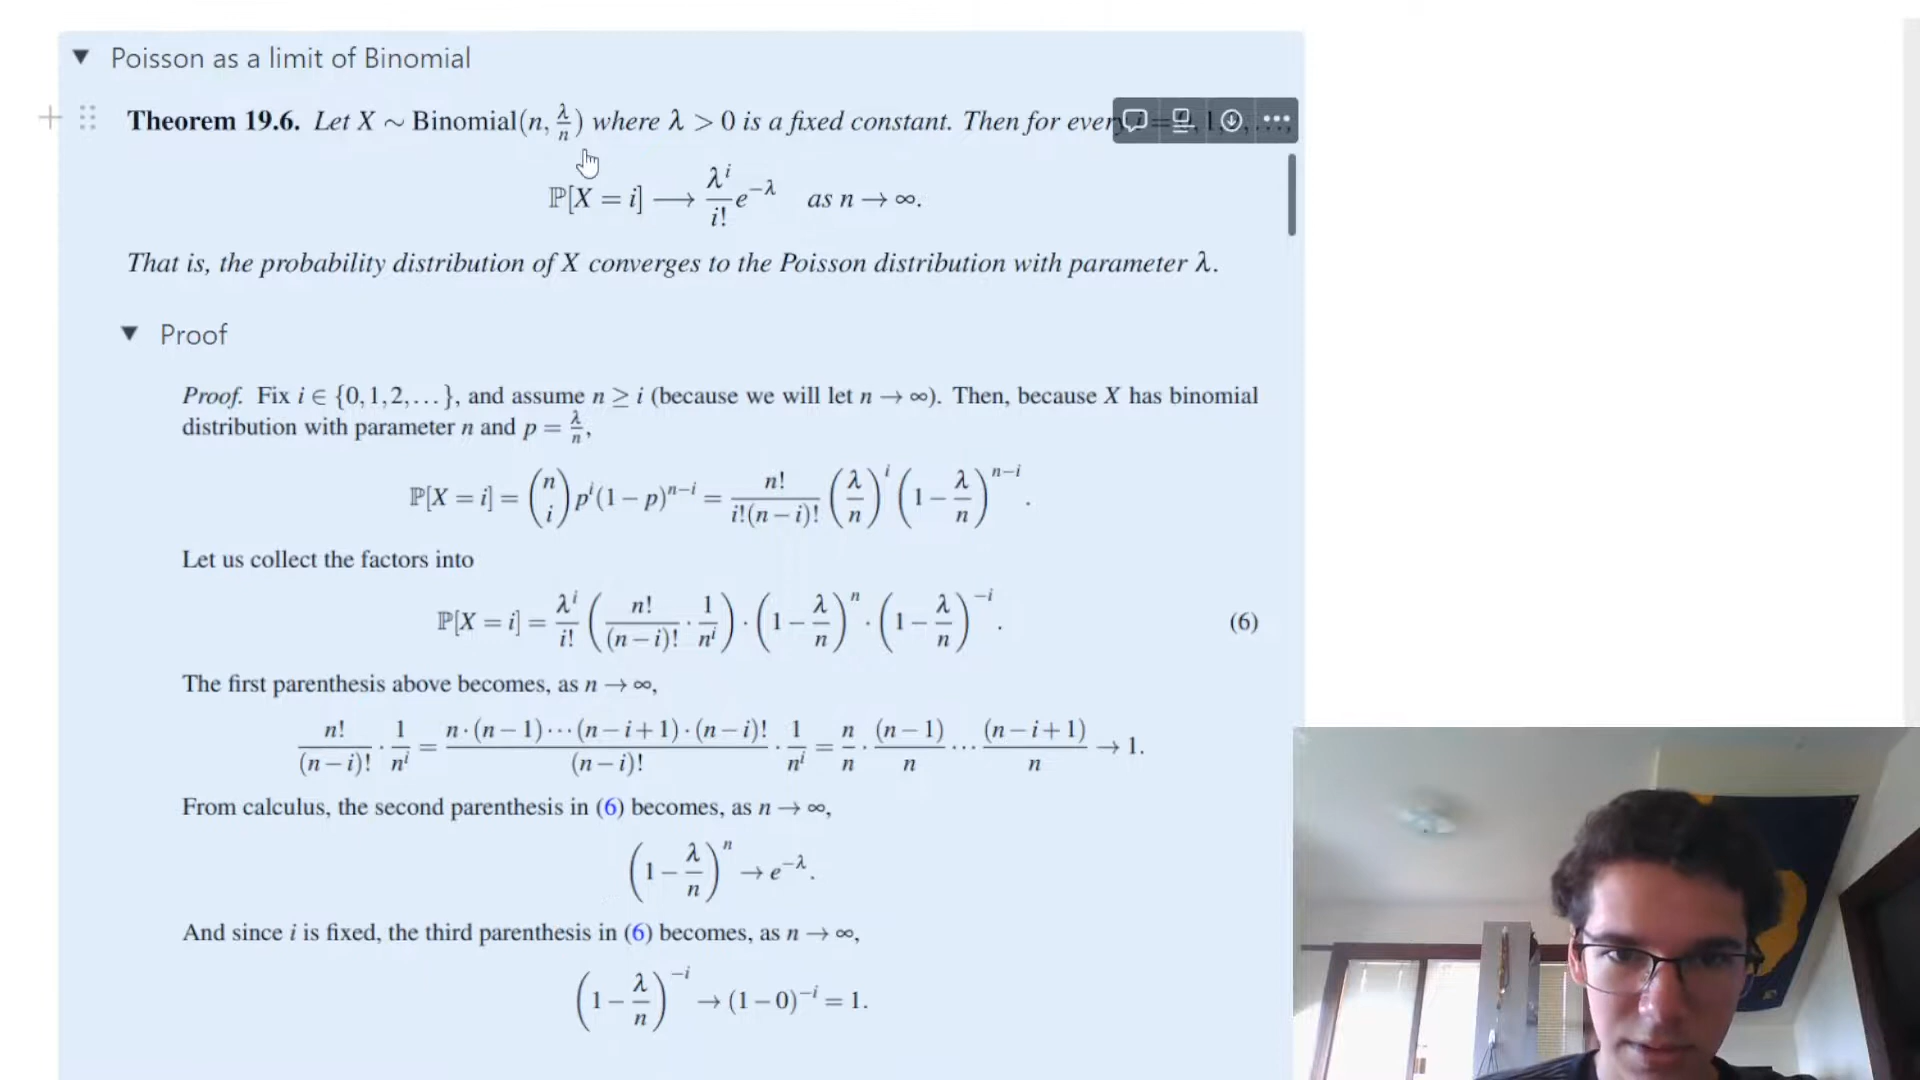 Poisson as a limit of Binomial
Theorem 19.6. Let X ∼ Binomial(n, λ/n) where λ > 0 is a fixed constant. Then for every i = 0, 1, …,
ℙ[X = i] ⟶ λ^i/i! e^{−λ} as n → ∞.
That is, the probability distribution of X converges to the Poisson distribution with parameter λ.
Proof
Proof. Fix i ∈ {0, 1, 2, …}, and assume n ≥ i (because we will let n → ∞). Then, because X has binomial
distribution with parameter n and p = λ/n,
ℙ[X = i] = (n i) p^i (1 − p)^{n−i} = n!/(i!(n − i)!) (λ/n)^i (1 − λ/n)^{n−i}.
Let us collect the factors into
ℙ[X = i] = λ^i/i! (n!/(n − i)! · 1/n^i) · (1 − λ/n)^n · (1 − λ/n)^{−i}. (6)
The first parenthesis above becomes, as n → ∞,
n!/(n − i)! · 1/n^i = n · (n − 1) ⋯ (n − i + 1) · (n − i)!/(n − i)! · 1/n^i = n/n · (n − 1)/n ⋯ (n − i + 1)/n → 1.
From calculus, the second parenthesis in (6) becomes, as n → ∞,
(1 − λ/n)^n → e^{−λ}.
And since i is fixed, the third parenthesis in (6) becomes, as n → ∞,
(1 − λ/n)^{−i} → (1 − 0)^{−i} = 1.